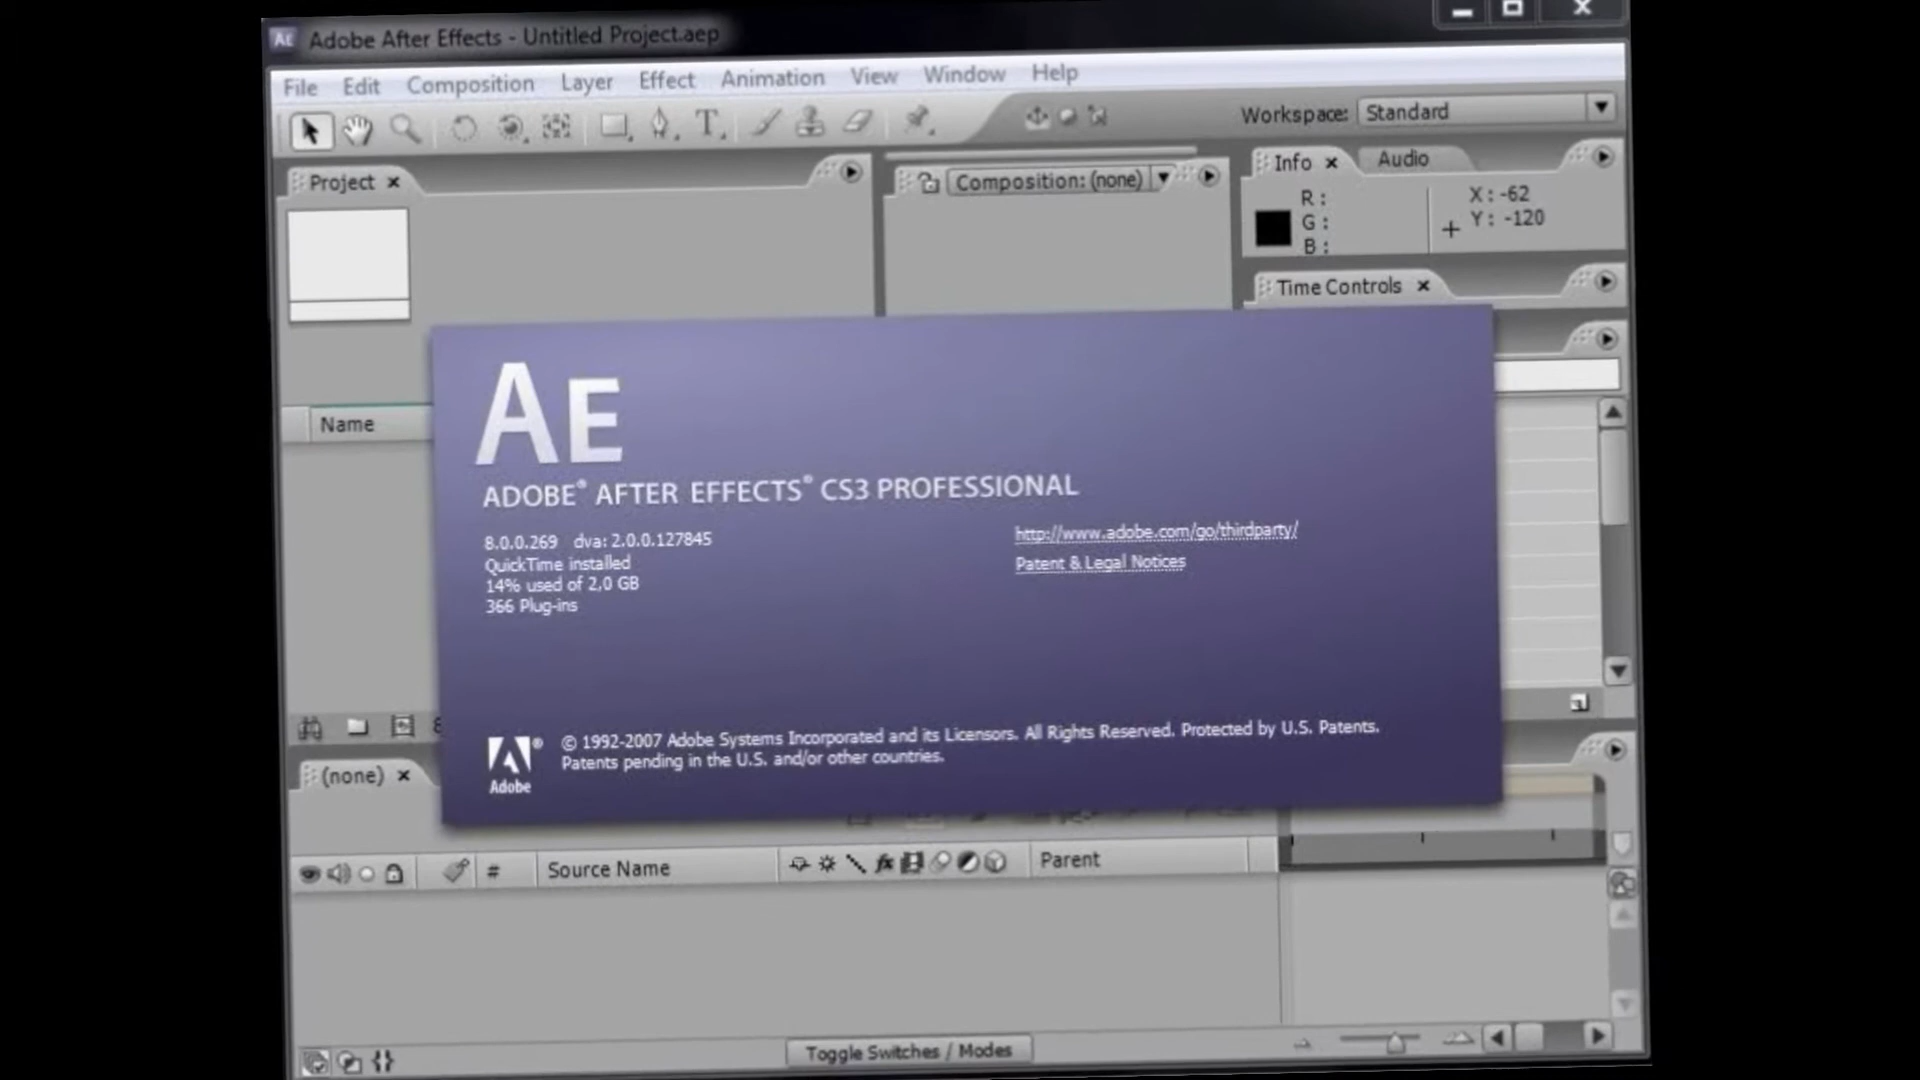 AE Adobe After Effects - Untitled Project.aep
File Edit Composition Layer Effect Animation View Window Help
T
Workspace: Standard
Project
Composition: (none)
Info Audio
R :
G :
B :
X : -62
Y : -120
Time Controls
Name
AE
ADOBE® AFTER EFFECTS® CS3 PROFESSIONAL
8.0.0.269 dva: 2.0.0.127845
QuickTime installed
14% used of 2,0 GB
366 Plug-ins
http://www.adobe.com/go/thirdparty/
Patent & Legal Notices
Adobe
© 1992-2007 Adobe Systems Incorporated and its Licensors. All Rights Reserved. Protected by U.S. Patents.
Patents pending in the U.S. and/or other countries.
(none)
# Source Name fx Parent
Toggle Switches / Modes